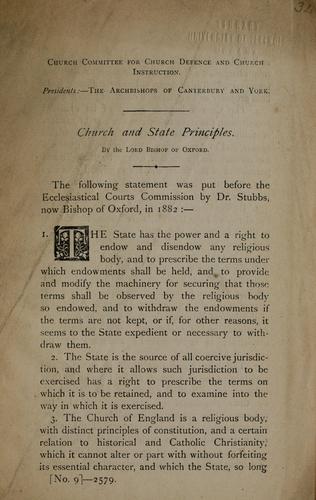 CHURCH COMMITTEE FOR CHURCH DEFENCE AND CHURCH
INSTRUCTION.
Presidents:—THE ARCHBISHOPS OF CANTERBURY AND YORK.
Church and State Principles.
By the LORD BISHOP OF OXFORD.
The following statement was put before the
Ecclesiastical Courts Commission by Dr. Stubbs,
now Bishop of Oxford, in 1882 :—
1. THE State has the power and a right to
endow and disendow any religious
body, and to prescribe the terms under
which endowments shall be held, and to provide
and modify the machinery for securing that those
terms shall be observed by the religious body
so endowed, and to withdraw the endowments if
the terms are not kept, or if, for other reasons, it
seems to the State expedient or necessary to with-
draw them.
2. The State is the source of all coercive jurisdic-
tion, and where it allows such jurisdiction to be
exercised has a right to prescribe the terms on
which it is to be retained, and to examine into the
way in which it is exercised.
3. The Church of England is a religious body,
with distinct principles of constitution, and a certain
relation to historical and Catholic Christianity,
which it cannot alter or part with without forfeiting
its essential character, and which the State, so long
[No. 9]—2579.